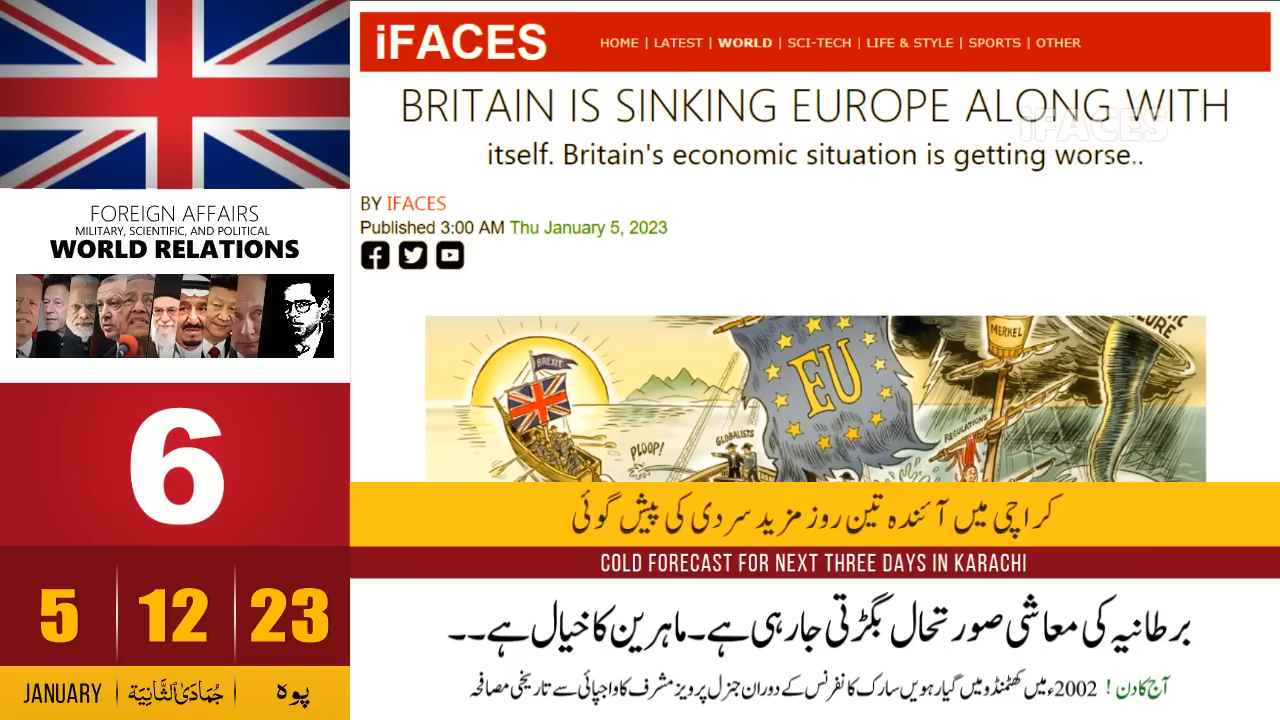 iFACES
HOME | LATEST | WORLD | SCI-TECH | LIFE & STYLE | SPORTS | OTHER
BRITAIN IS SINKING EUROPE ALONG WITH
iFACES
itself. Britain's economic situation is getting worse..
BY IFACES
Published 3:00 AM Thu January 5, 2023
FOREIGN AFFAIRS
MILITARY, SCIENTIFIC, AND POLITICAL
WORLD RELATIONS
BREXIT
EU
MERKEL
PLOOP!
GLOBALISTS
REGULATIONS
6
کراچی میں آئندہ تین روز مزید سردی کی پیش گوئی
COLD FORECAST FOR NEXT THREE DAYS IN KARACHI
5 12 23
JANUARY جُمَادَىٰ ٱلثَّانِيَة پوہ
برطانیہ کی معاشی صورتحال بگڑتی جارہی ہے۔ماہرین کا خیال ہے۔۔
آج کا دن ! 2002ء میں کھٹمنڈو میں گیارہویں سارک کانفرنس کے دوران جنرل پرویز مشرف کا واجپائی سے تاریخی مصافحہ